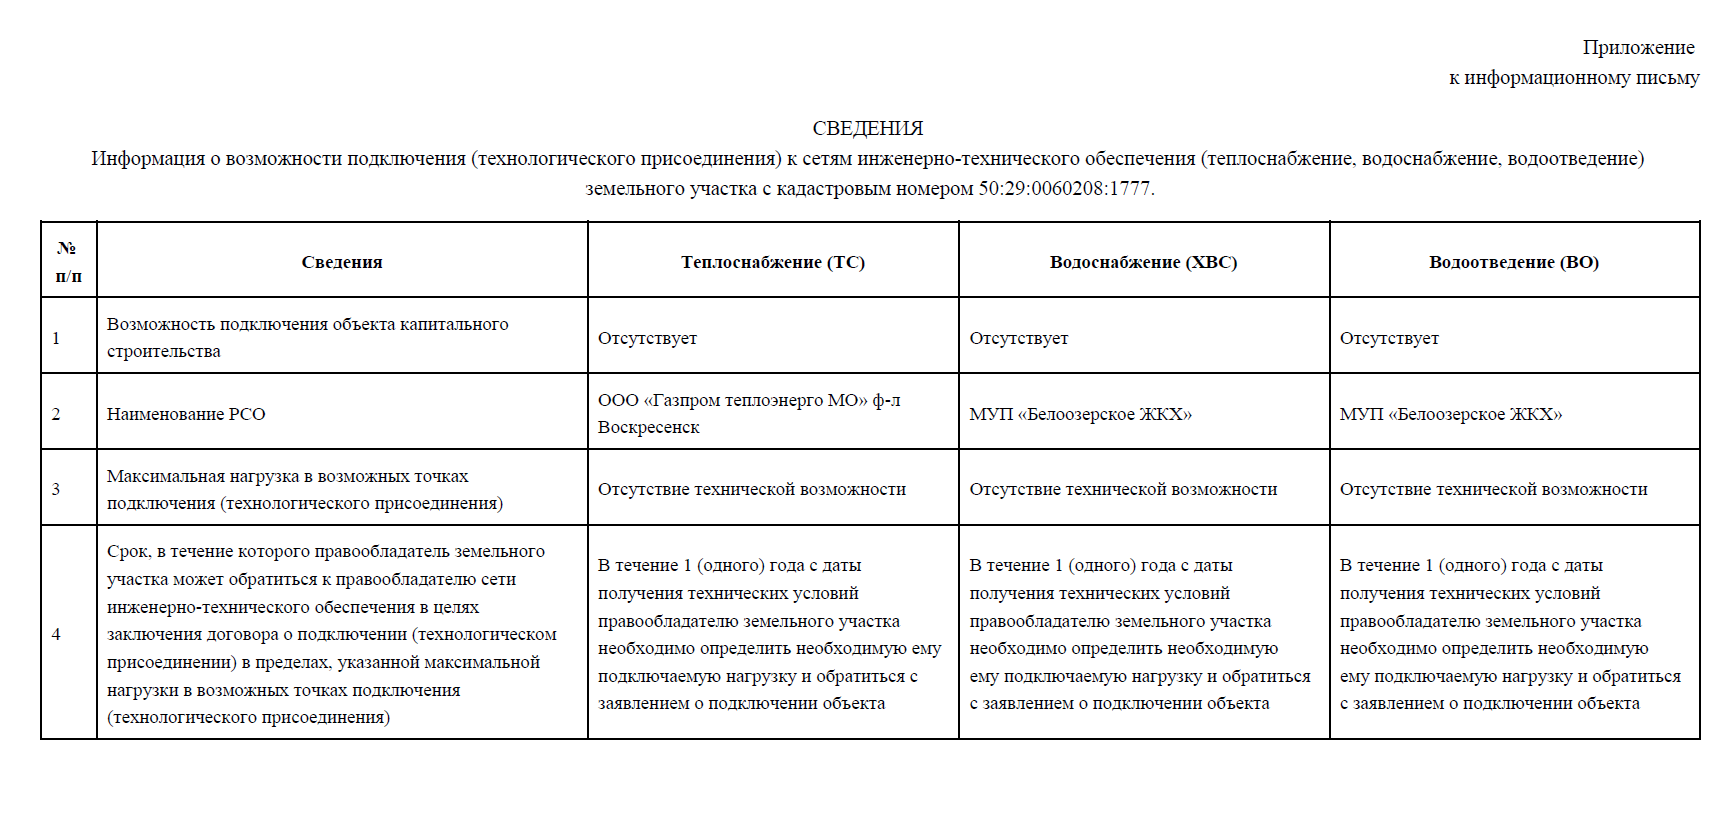 Приложение
к информационному письму
СВЕДЕНИЯ
Информация о возможности подключения (технологического присоединения) к сетям инженерно-технического обеспечения (теплоснабжение, водоснабжение, водоотведение)
земельного участка с кадастровым номером 50:29:0060208:1777.
№
п/п
Сведения
Теплоснабжение (ТС)
Водоснабжение (ХВС)
Водоотведение (ВО)
1
Возможность подключения объекта капитального
строительства
Отсутствует
Отсутствует
Отсутствует
2
Наименование РСО
ООО «Газпром теплоэнерго МО» ф-л
Воскресенск
МУП «Белоозерское ЖКХ»
МУП «Белоозерское ЖКХ»
3
Максимальная нагрузка в возможных точках
подключения (технологического присоединения)
Отсутствие технической возможности
Отсутствие технической возможности
Отсутствие технической возможности
4
Срок, в течение которого правообладатель земельного
участка может обратиться к правообладателю сети
инженерно-технического обеспечения в целях
заключения договора о подключении (технологическом
присоединении) в пределах, указанной максимальной
нагрузки в возможных точках подключения
(технологического присоединения)
В течение 1 (одного) года с даты
получения технических условий
правообладателю земельного участка
необходимо определить необходимую ему
подключаемую нагрузку и обратиться с
заявлением о подключении объекта
В течение 1 (одного) года с даты
получения технических условий
правообладателю земельного участка
необходимо определить необходимую
ему подключаемую нагрузку и обратиться
с заявлением о подключении объекта
В течение 1 (одного) года с даты
получения технических условий
правообладателю земельного участка
необходимо определить необходимую
ему подключаемую нагрузку и обратиться
с заявлением о подключении объекта